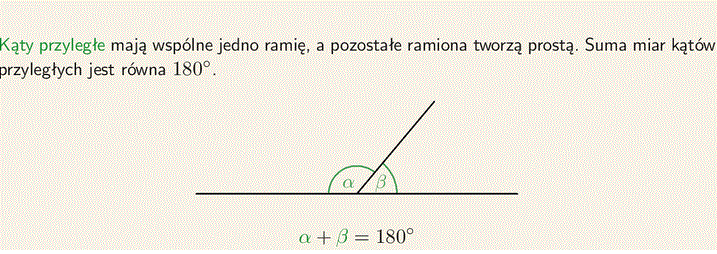 Kąty przyległe mają wspólne jedno ramię, a pozostałe ramiona tworzą prostą. Suma miar kątów
przyległych jest równa 180°.
α β
α + β = 180°